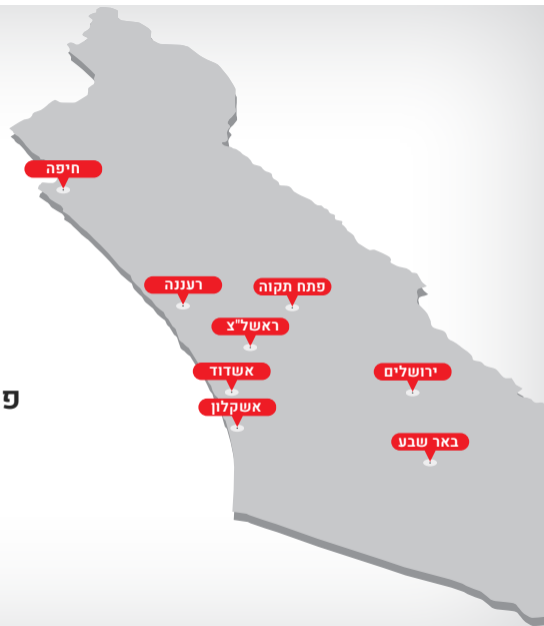 חיפה
רעננה
פתח תקוה
ראשל"צ
אשדוד
ירושלים
פ
אשקלון
באר שבע